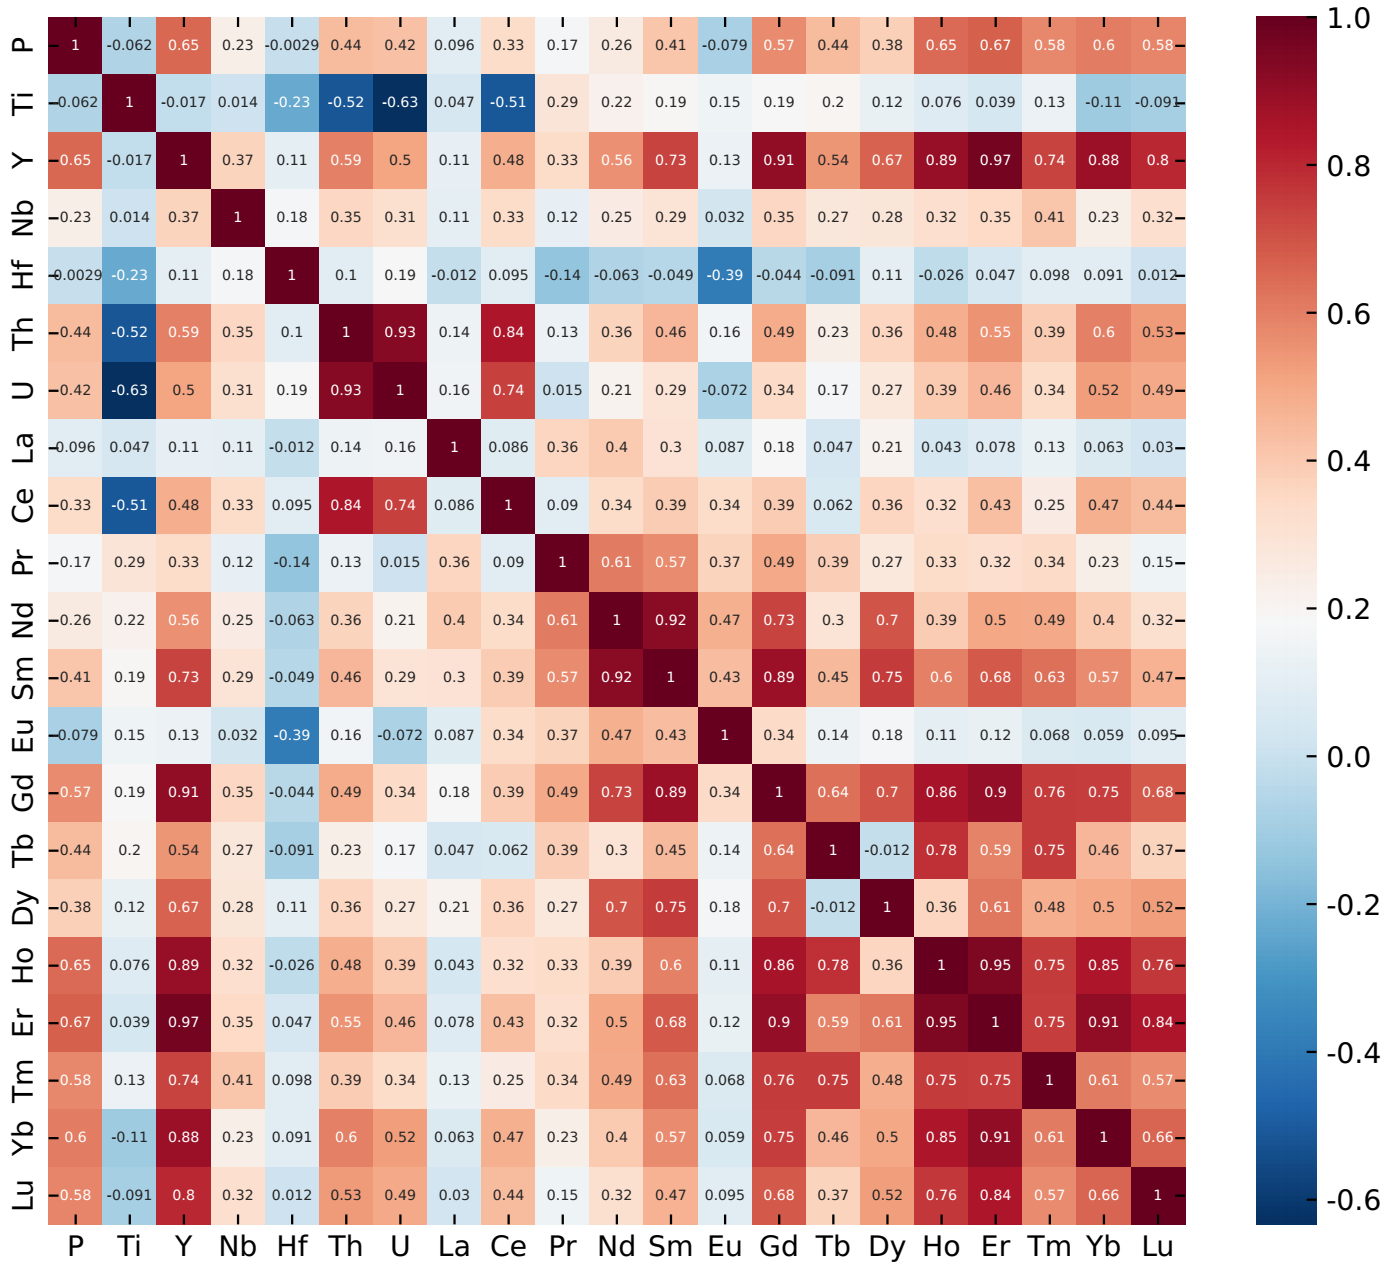 P 1 -0.062 0.65 0.23 -0.0029 0.44 0.42 0.096 0.33 0.17 0.26 0.41 -0.079 0.57 0.44 0.38 0.65 0.67 0.58 0.6 0.58
Ti -0.062 1 -0.017 0.014 -0.23 -0.52 -0.63 0.047 -0.51 0.29 0.22 0.19 0.15 0.19 0.2 0.12 0.076 0.039 0.13 -0.11 -0.091
Y 0.65 -0.017 1 0.37 0.11 0.59 0.5 0.11 0.48 0.33 0.56 0.73 0.13 0.91 0.54 0.67 0.89 0.97 0.74 0.88 0.8
Nb 0.23 0.014 0.37 1 0.18 0.35 0.31 0.11 0.33 0.12 0.25 0.29 0.032 0.35 0.27 0.28 0.32 0.35 0.41 0.23 0.32
Hf -0.0029 -0.23 0.11 0.18 1 0.1 0.19 -0.012 0.095 -0.14 -0.063 -0.049 -0.39 -0.044 -0.091 0.11 -0.026 0.047 0.098 0.091 0.012
Th 0.44 -0.52 0.59 0.35 0.1 1 0.93 0.14 0.84 0.13 0.36 0.46 0.16 0.49 0.23 0.36 0.48 0.55 0.39 0.6 0.53
U 0.42 -0.63 0.5 0.31 0.19 0.93 1 0.16 0.74 0.015 0.21 0.29 -0.072 0.34 0.17 0.27 0.39 0.46 0.34 0.52 0.49
La 0.096 0.047 0.11 0.11 -0.012 0.14 0.16 1 0.086 0.36 0.4 0.3 0.087 0.18 0.047 0.21 0.043 0.078 0.13 0.063 0.03
Ce 0.33 -0.51 0.48 0.33 0.095 0.84 0.74 0.086 1 0.09 0.34 0.39 0.34 0.39 0.062 0.36 0.32 0.43 0.25 0.47 0.44
Pr 0.17 0.29 0.33 0.12 -0.14 0.13 0.015 0.36 0.09 1 0.61 0.57 0.37 0.49 0.39 0.27 0.33 0.32 0.34 0.23 0.15
Nd 0.26 0.22 0.56 0.25 -0.063 0.36 0.21 0.4 0.34 0.61 1 0.92 0.47 0.73 0.3 0.7 0.39 0.5 0.49 0.4 0.32
Sm 0.41 0.19 0.73 0.29 -0.049 0.46 0.29 0.3 0.39 0.57 0.92 1 0.43 0.89 0.45 0.75 0.6 0.68 0.63 0.57 0.47
Eu -0.079 0.15 0.13 0.032 -0.39 0.16 -0.072 0.087 0.34 0.37 0.47 0.43 1 0.34 0.14 0.18 0.11 0.12 0.068 0.059 0.095
Gd 0.57 0.19 0.91 0.35 -0.044 0.49 0.34 0.18 0.39 0.49 0.73 0.89 0.34 1 0.64 0.7 0.86 0.9 0.76 0.75 0.68
Tb 0.44 0.2 0.54 0.27 -0.091 0.23 0.17 0.047 0.062 0.39 0.3 0.45 0.14 0.64 1 -0.012 0.78 0.59 0.75 0.46 0.37
Dy 0.38 0.12 0.67 0.28 0.11 0.36 0.27 0.21 0.36 0.27 0.7 0.75 0.18 0.7 -0.012 1 0.36 0.61 0.48 0.5 0.52
Ho 0.65 0.076 0.89 0.32 -0.026 0.48 0.39 0.043 0.32 0.33 0.39 0.6 0.11 0.86 0.78 0.36 1 0.95 0.75 0.85 0.76
Er 0.67 0.039 0.97 0.35 0.047 0.55 0.46 0.078 0.43 0.32 0.5 0.68 0.12 0.9 0.59 0.61 0.95 1 0.75 0.91 0.84
Tm 0.58 0.13 0.74 0.41 0.098 0.39 0.34 0.13 0.25 0.34 0.49 0.63 0.068 0.76 0.75 0.48 0.75 0.75 1 0.61 0.57
Yb 0.6 -0.11 0.88 0.23 0.091 0.6 0.52 0.063 0.47 0.23 0.4 0.57 0.059 0.75 0.46 0.5 0.85 0.91 0.61 1 0.66
Lu 0.58 -0.091 0.8 0.32 0.012 0.53 0.49 0.03 0.44 0.15 0.32 0.47 0.095 0.68 0.37 0.52 0.76 0.84 0.57 0.66 1
P Ti Y Nb Hf Th U La Ce Pr Nd Sm Eu Gd Tb Dy Ho Er Tm Yb Lu
1.0
0.8
0.6
0.4
0.2
0.0
-0.2
-0.4
-0.6